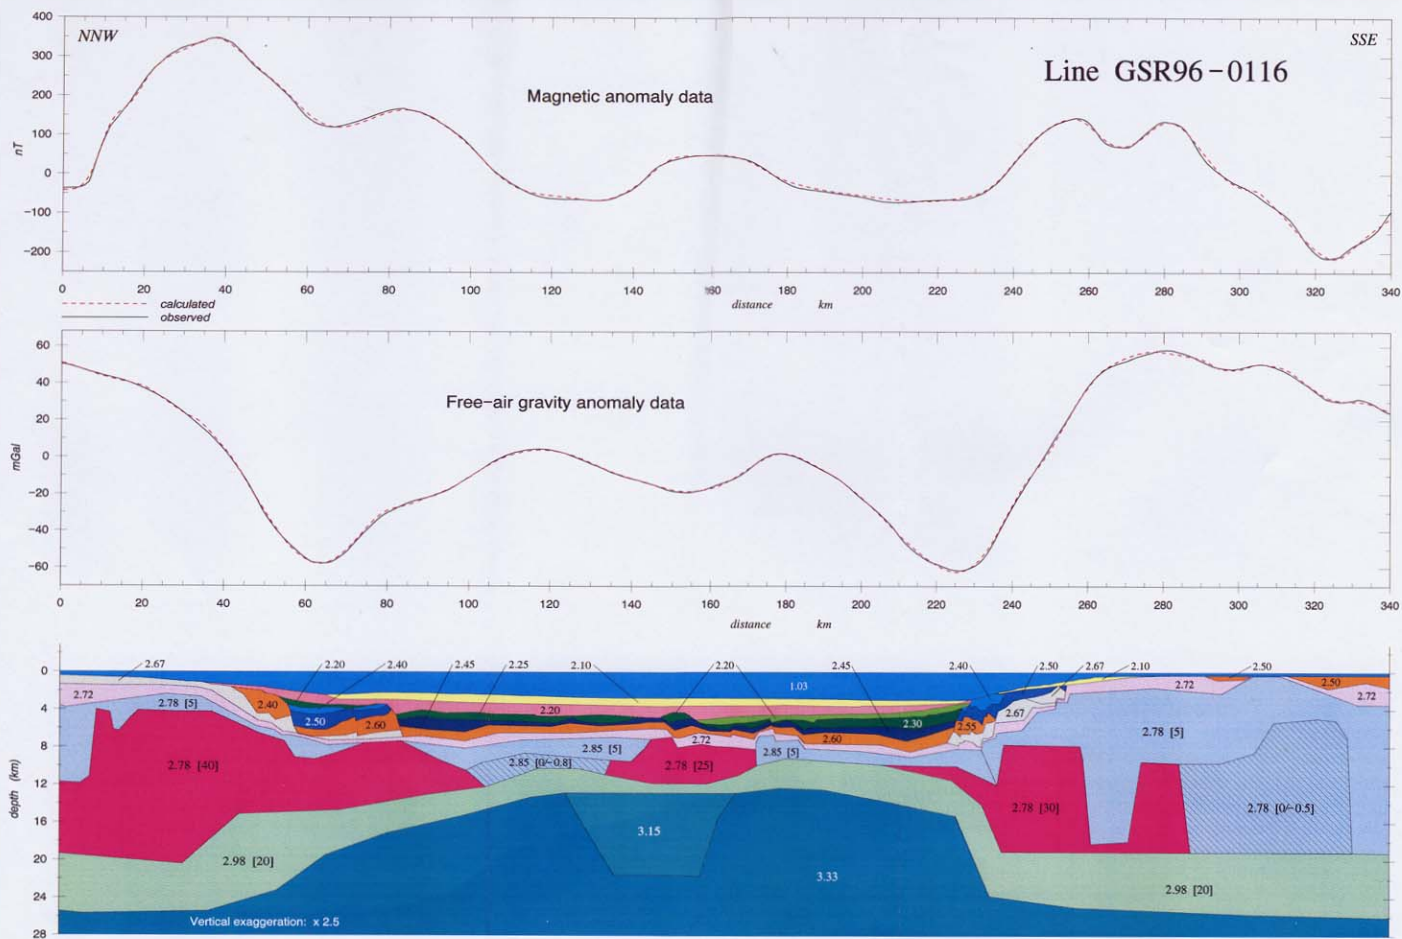 400
NNW
SSE
Line GSR96-0116
300
Magnetic anomaly data
200
100
nT
0
-100
-200
0 20 40 60 80 100 120 140 160 180 200 220 240 260 280 300 320 340
distance km
calculated
observed
60
40
Free-air gravity anomaly data
20
mGal
0
-20
-40
-60
0 20 40 60 80 100 120 140 160 180 200 220 240 260 280 300 320 340
distance km
2.67 2.20 2.40 2.45 2.25 2.10 2.20 2.45 2.40 2.50 2.67 2.10 2.50
0
1.03
2.72 2.72 2.50
2.78 [5] 2.40 2.72
4
2.20 2.67
2.50 2.60 2.30 2.55 2.78 [5]
2.72 2.60
8
2.85 [5] 2.85 [5]
2.78 [40] 2.85 [0/-0.8] 2.78 [25]
depth (km)
12
2.78 [30] 2.78 [0/-0.5]
16
3.15
20
2.98 [20]
3.33
2.98 [20]
24
Vertical exaggeration: x 2.5
28